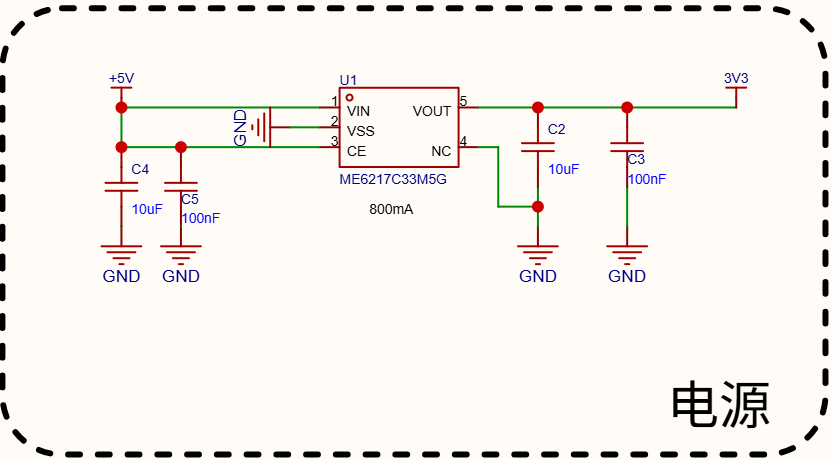 +5V
U1
3V3
1
VIN
VOUT
5
GND
2
VSS
3
CE
NC
4
C2
10uF
C3
100nF
C4
10uF
C5
100nF
ME6217C33M5G
800mA
GND
GND
GND
GND
电源